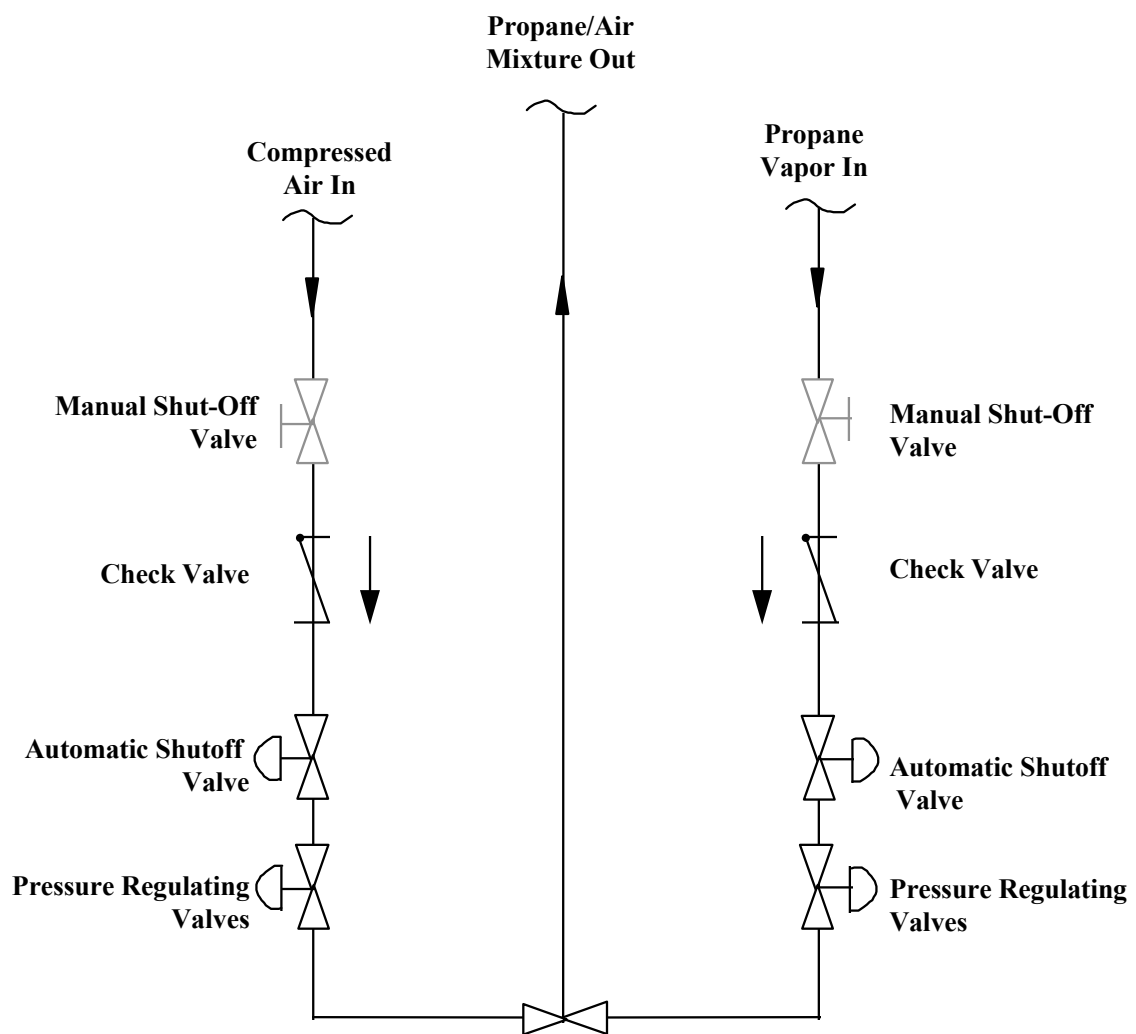 Propane/Air
Mixture Out
Compressed
Air In
Propane
Vapor In
Manual Shut-Off
Valve
Manual Shut-Off
Valve
Check Valve
Check Valve
Automatic Shutoff
Valve
Automatic Shutoff
Valve
Pressure Regulating
Valves
Pressure Regulating
Valves